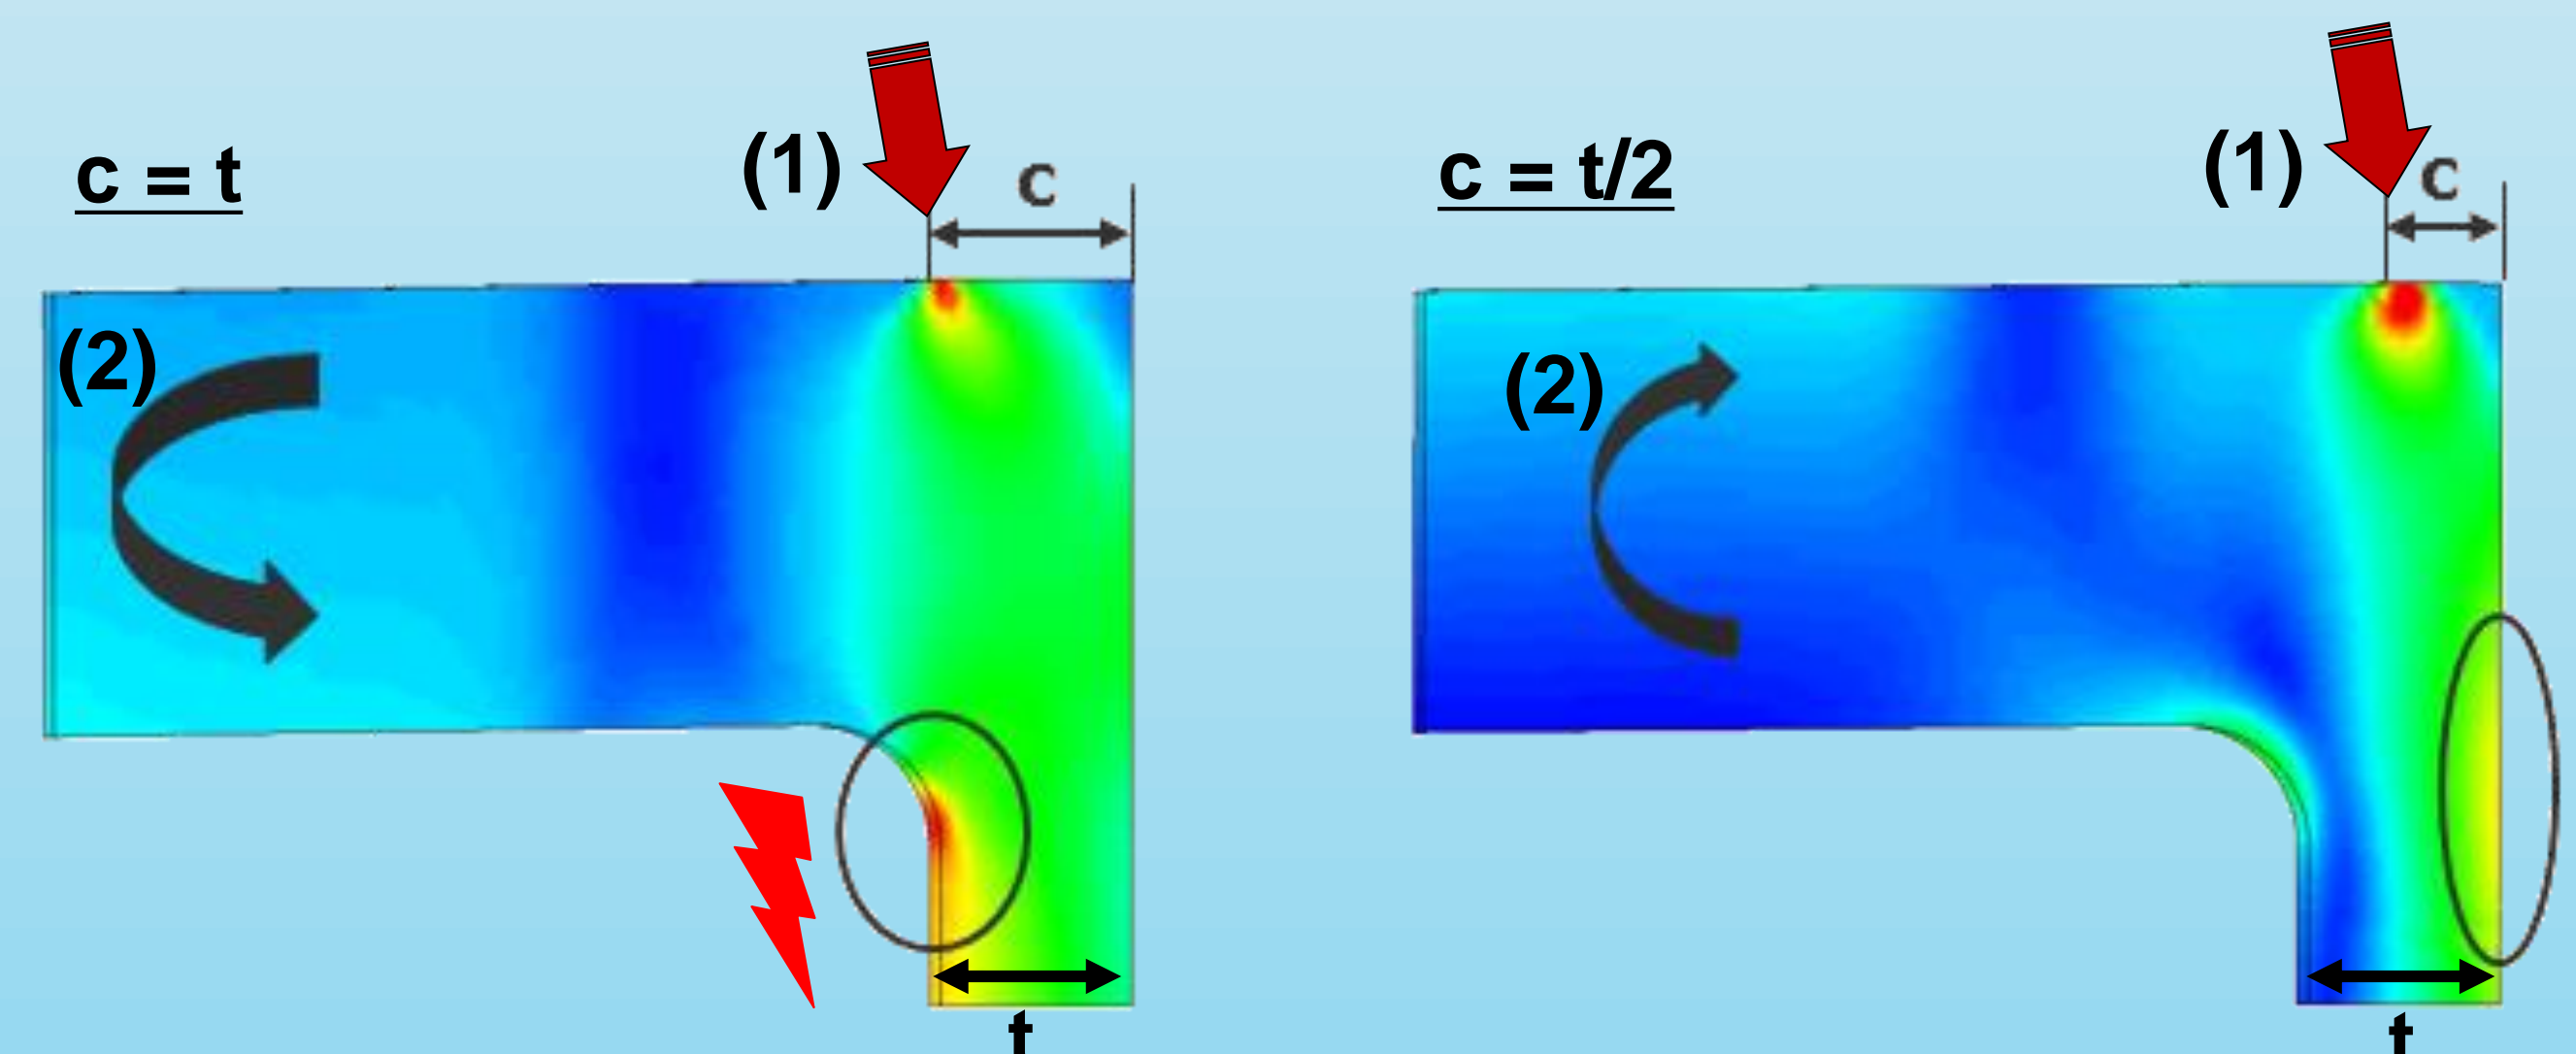 c = t
(1)
c
(2)
t
c = t/2
(1)
c
(2)
t